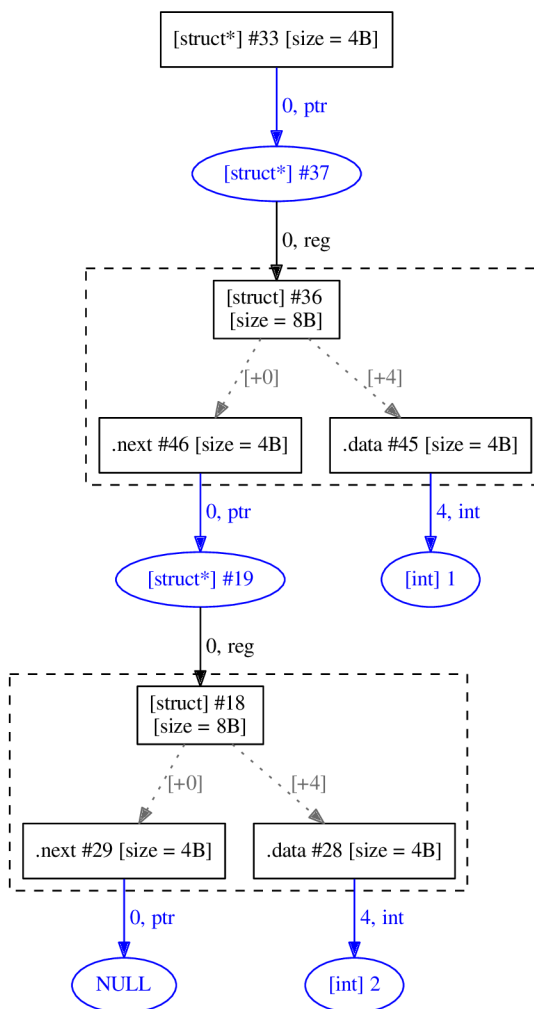 [struct*] #33 [size = 4B]
0, ptr
[struct*] #37
0, reg
[struct] #36
[size = 8B]
[+0]
[+4]
.next #46 [size = 4B]
.data #45 [size = 4B]
0, ptr
4, int
[struct*] #19
[int] 1
0, reg
[struct] #18
[size = 8B]
[+0]
[+4]
.next #29 [size = 4B]
.data #28 [size = 4B]
0, ptr
4, int
NULL
[int] 2